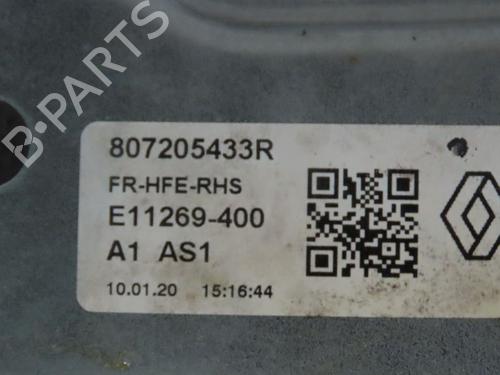 B-PARTS
807205433R
FR-HFE-RHS
E11269-400
A1 AS1
10.01.20 15:16:44